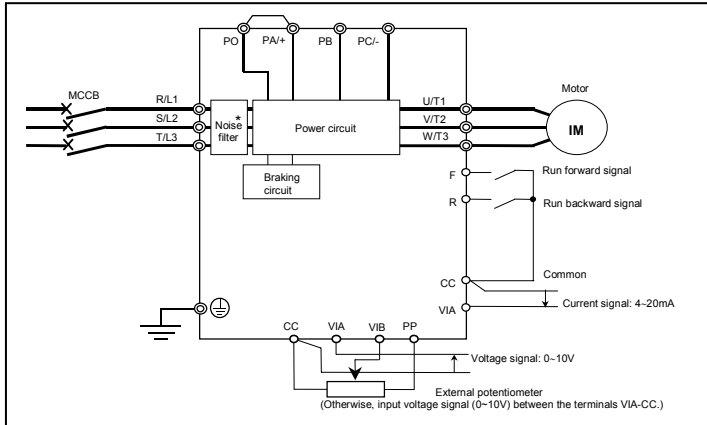 PO PA/+ PB PC/-
MCCB
R/L1
S/L2
T/L3
*
Noise
filter
Power circuit
Braking
circuit
U/T1
V/T2
W/T3
Motor
IM
F
Run forward signal
R
Run backward signal
CC
Common
VIA
Current signal: 4~20mA
CC VIA VIB PP
Voltage signal: 0~10V
External potentiometer
(Otherwise, input voltage signal (0~10V) between the terminals VIA-CC.)